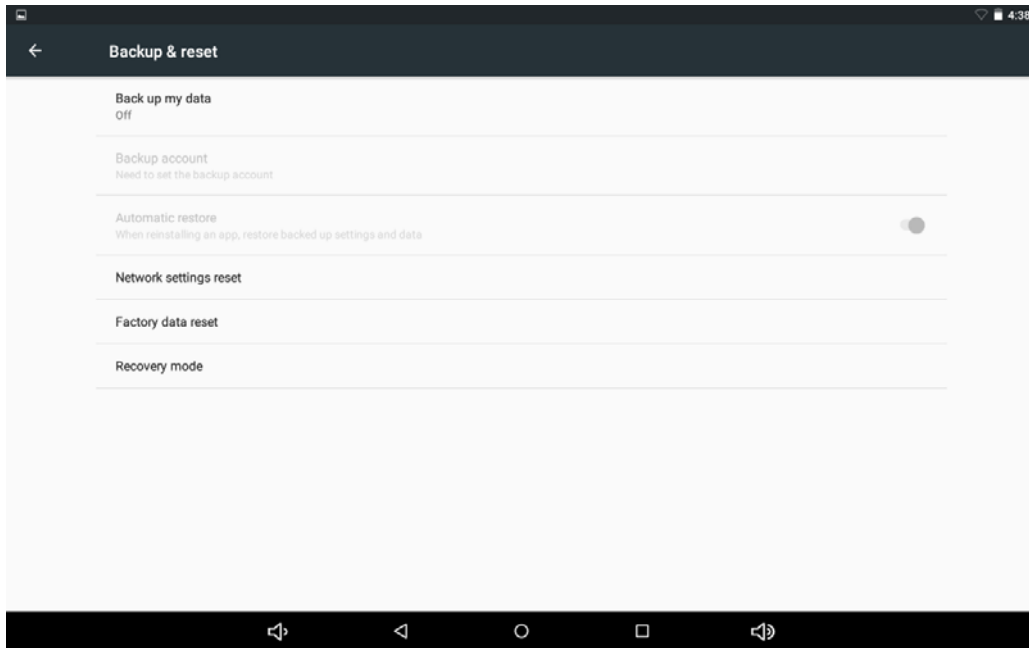 4:38
Backup & reset
Back up my data
Off
Backup account
Need to set the backup account
Automatic restore
When reinstalling an app, restore backed up settings and data
Network settings reset
Factory data reset
Recovery mode